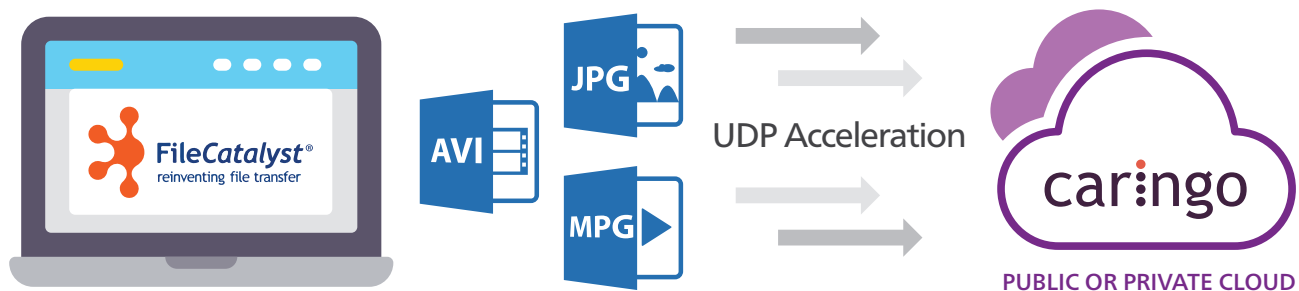 FileCatalyst®
reinventing file transfer
AVI
JPG
MPG
UDP Acceleration
caringo
PUBLIC OR PRIVATE CLOUD